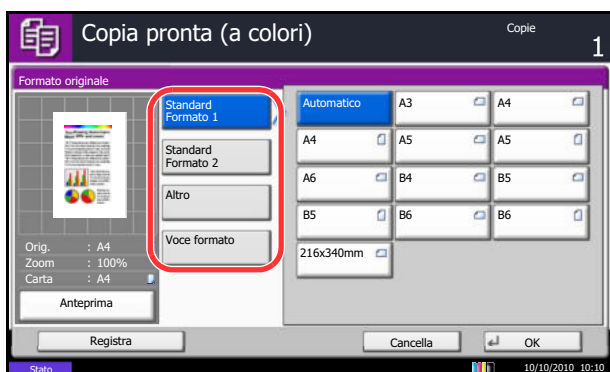 Copia pronta (a colori)
Copie
1
Formato originale
Standard
Formato 1
Standard
Formato 2
Altro
Voce formato
Automatico
A3
A4
A4
A5
A5
A6
B4
B5
B5
B6
B6
216x340mm
Orig. : A4
Zoom : 100%
Carta : A4
Anteprima
Registra
Cancella
OK
Stato
10/10/2010 10:10